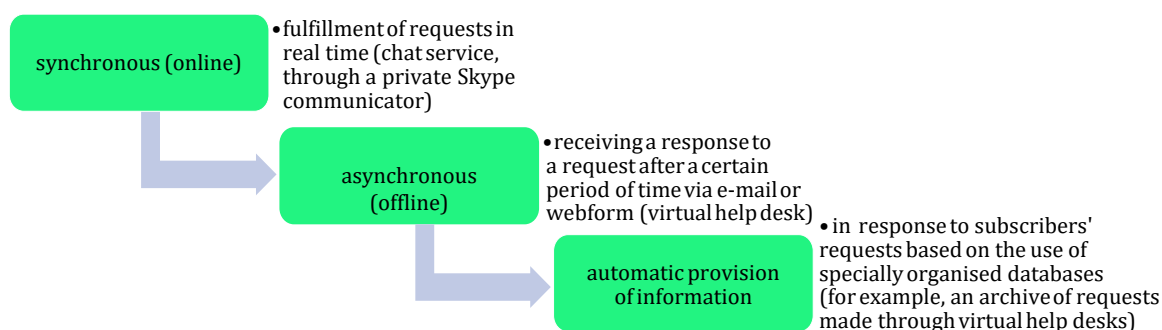 synchronous (online)
•fulfillment of requests in
real time (chat service,
through a private Skype
communicator)
asynchronous
(offline)
•receiving a response to
a request after a certain
period of time via e-mail or
webform (virtual help desk)
automatic provision
of information
• in response to subscribers'
requests based on the use of
specially organised databases
(for example, an archive of requests
made through virtual help desks)